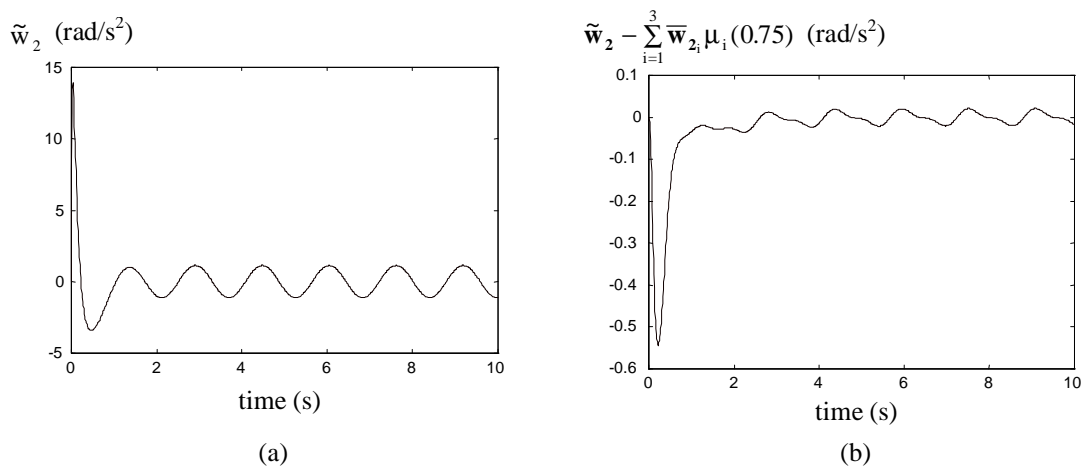 w̃ 2 (rad/s²)
15
10
5
0
-5
0 2 4 6 8 10
time (s)
(a)
w̃2 − ∑ i=1 3 w̅2i μi (0.75) (rad/s²)
0.1
0
-0.1
-0.2
-0.3
-0.4
-0.5
-0.6
0 2 4 6 8 10
time (s)
(b)